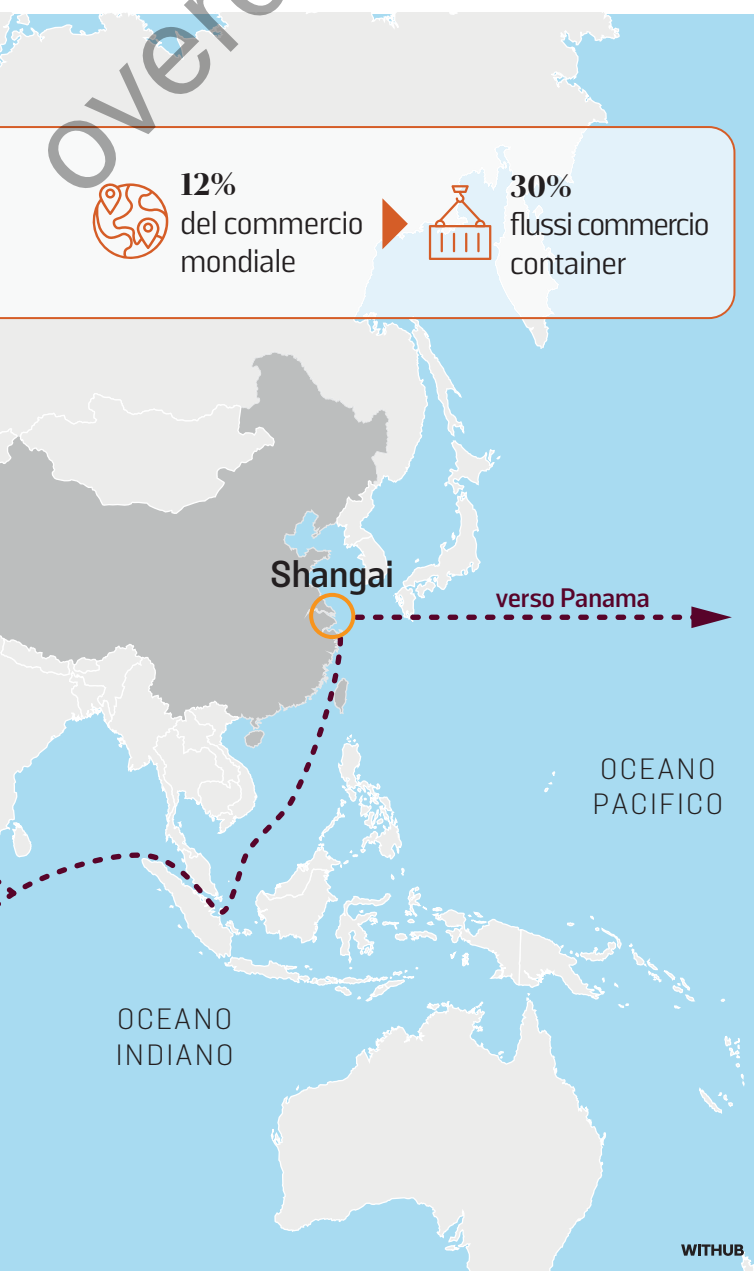 12%
del commercio
mondiale
30%
flussi commercio
container
Shangai
verso Panama
OCEANO
PACIFICO
OCEANO
INDIANO
WITHUB